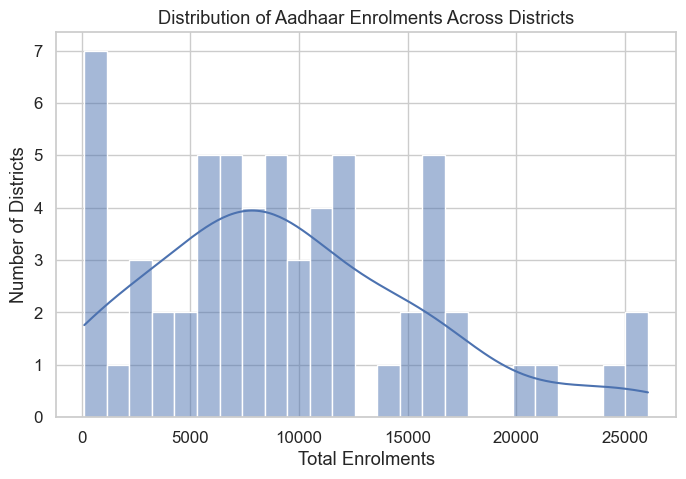 Distribution of Aadhaar Enrolments Across Districts
Number of Districts
7
6
5
4
3
2
1
0
0 5000 10000 15000 20000 25000
Total Enrolments